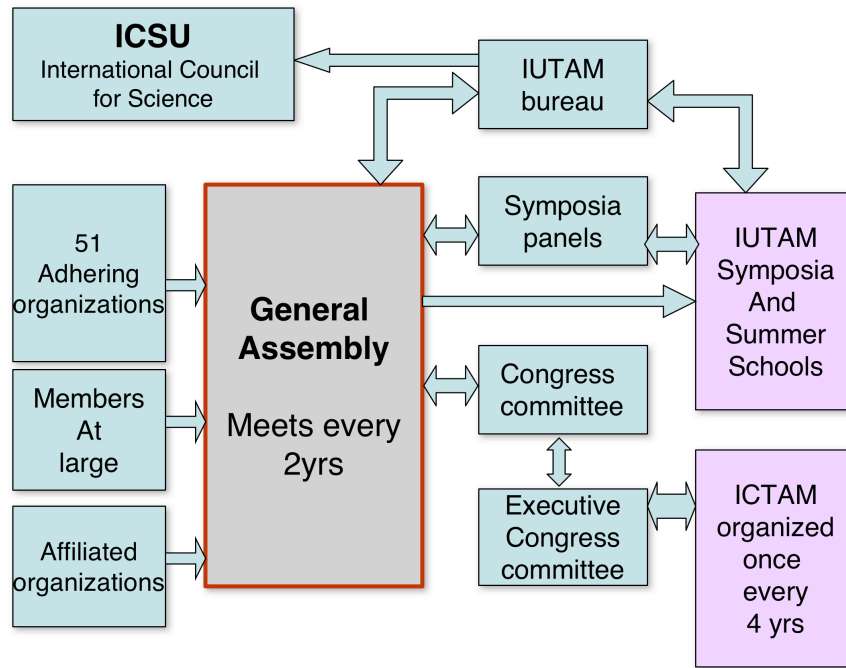 ICSU
International Council
for Science
IUTAM
bureau
51
Adhering
organizations
Members
At
large
Affiliated
organizations
General
Assembly
Meets every
2yrs
Symposia
panels
Congress
committee
Executive
Congress
committee
IUTAM
Symposia
And
Summer
Schools
ICTAM
organized
once
every
4 yrs